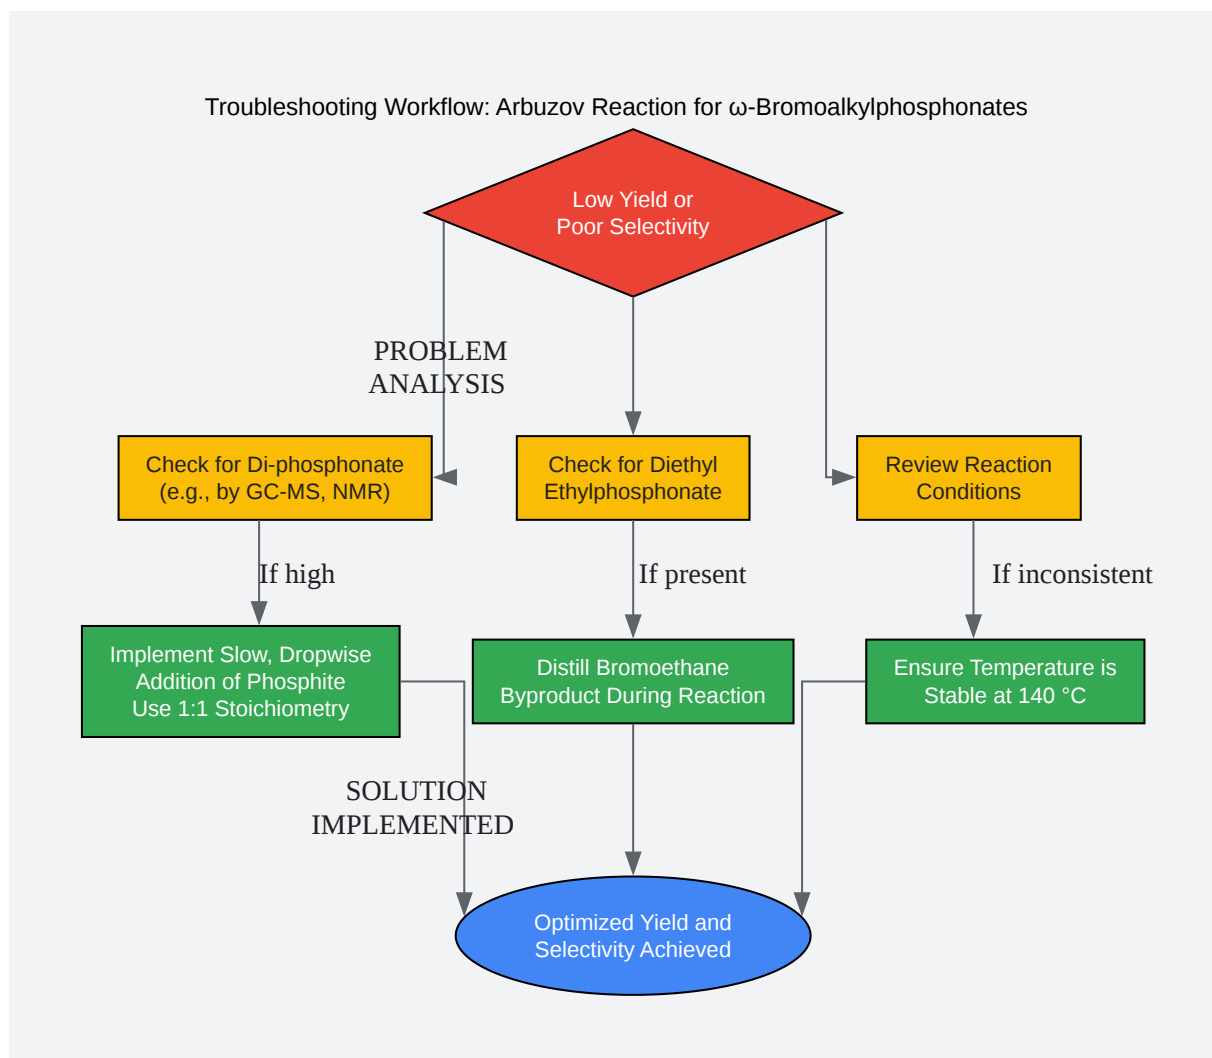 Troubleshooting Workflow: Arbuzov Reaction for ω-Bromoalkylphosphonates
Low Yield or
Poor Selectivity
PROBLEM
ANALYSIS
Check for Di-phosphonate
(e.g., by GC-MS, NMR)
Check for Diethyl
Ethylphosphonate
Review Reaction
Conditions
If high
If present
If inconsistent
Implement Slow, Dropwise
Addition of Phosphite
Use 1:1 Stoichiometry
Distill Bromoethane
Byproduct During Reaction
Ensure Temperature is
Stable at 140 °C
SOLUTION
IMPLEMENTED
Optimized Yield and
Selectivity Achieved